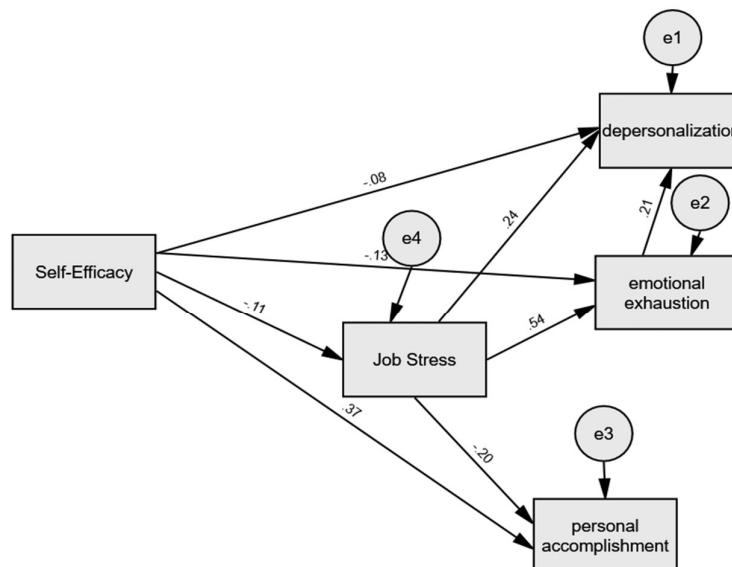 e1
depersonalization
-.08
.24
.21
e2
e4
-.13
Self-Efficacy
emotional
exhaustion
-.11
.54
Job Stress
.37
-.20
e3
personal
accomplishment